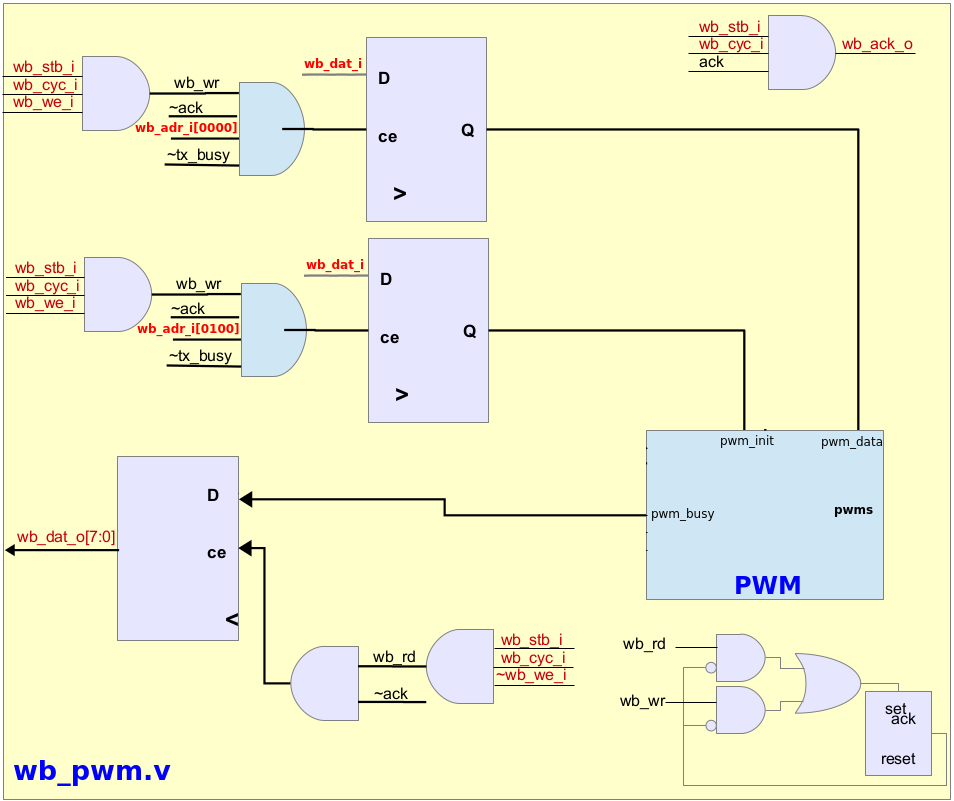 wb_stb_i
wb_cyc_i
wb_we_i
wb_wr
~ack
wb_adr_i[0000]
~tx_busy
wb_dat_i
D
ce
Q
>
wb_stb_i
wb_cyc_i
ack
wb_ack_o
wb_stb_i
wb_cyc_i
wb_we_i
wb_wr
~ack
wb_adr_i[0100]
~tx_busy
wb_dat_i
D
ce
Q
>
pwm_init
pwm_data
pwm_busy
pwms
PWM
D
ce
<
wb_dat_o[7:0]
wb_rd
~ack
wb_stb_i
wb_cyc_i
~wb_we_i
wb_rd
wb_wr
set
ack
reset
wb_pwm.v